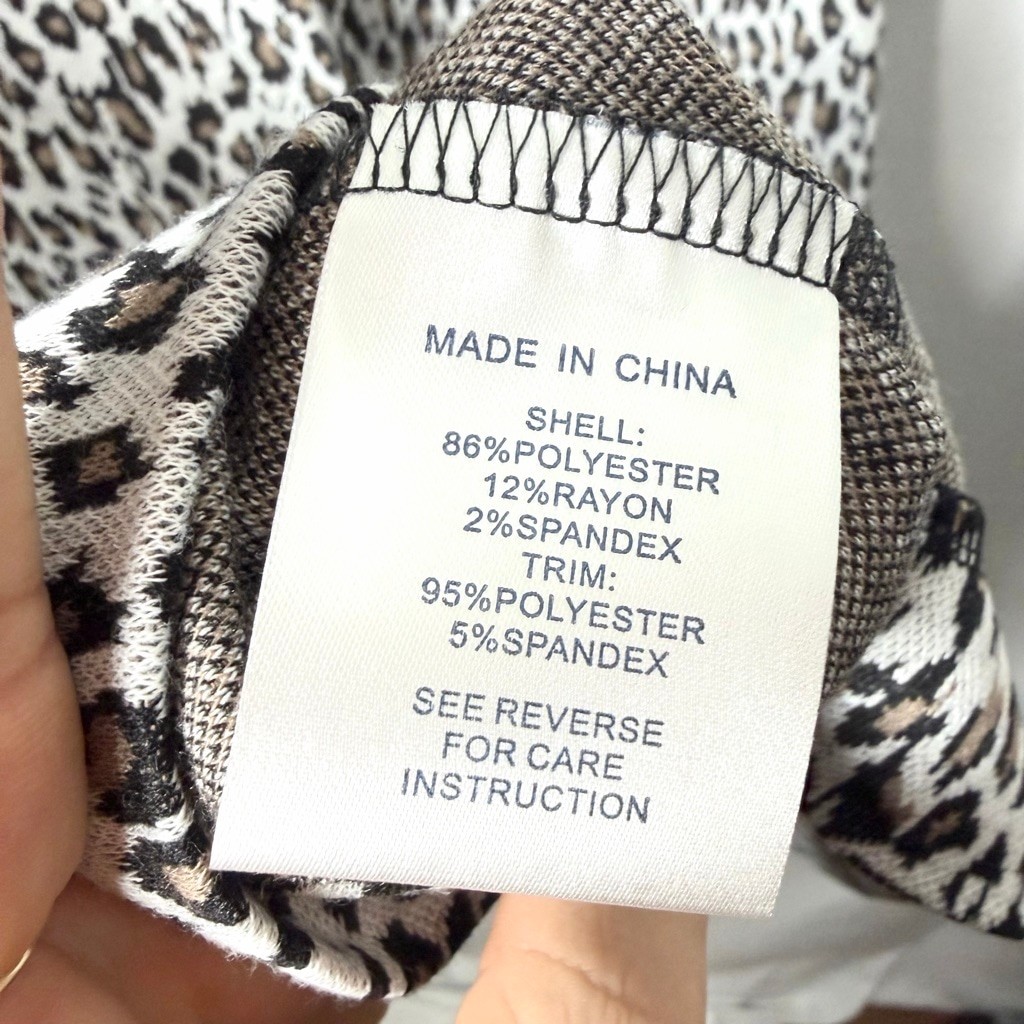 MADE IN CHINA
SHELL:
86%POLYESTER
12%RAYON
2%SPANDEX
TRIM:
95%POLYESTER
5%SPANDEX
SEE REVERSE
FOR CARE
INSTRUCTION